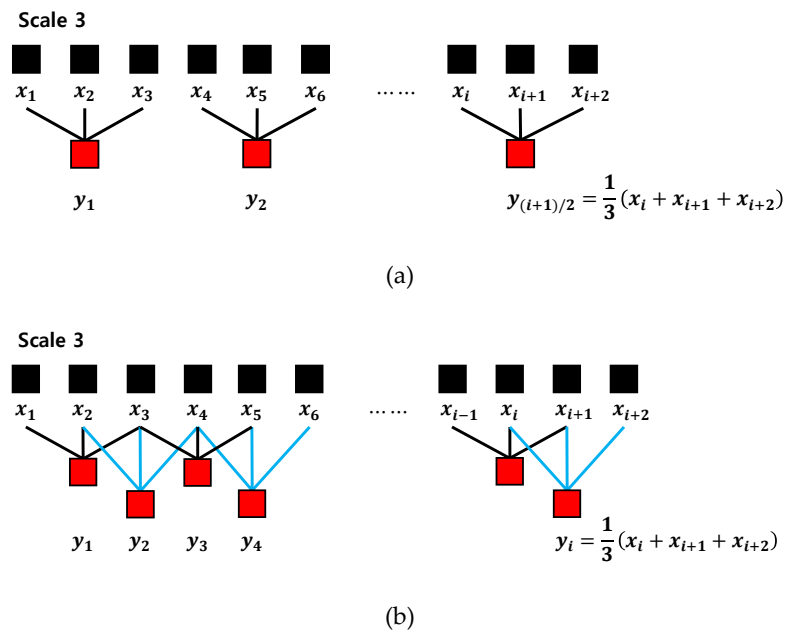 Scale 3
x₁ x₂ x₃ x₄ x₅ x₆ …… xᵢ xᵢ₊₁ xᵢ₊₂
y₁ y₂ y₍ᵢ₊₁₎/₂ = 1/3 (xᵢ + xᵢ₊₁ + xᵢ₊₂)
(a)
Scale 3
x₁ x₂ x₃ x₄ x₅ x₆ …… xᵢ₋₁ xᵢ xᵢ₊₁ xᵢ₊₂
y₁ y₂ y₃ y₄ yᵢ = 1/3 (xᵢ + xᵢ₊₁ + xᵢ₊₂)
(b)